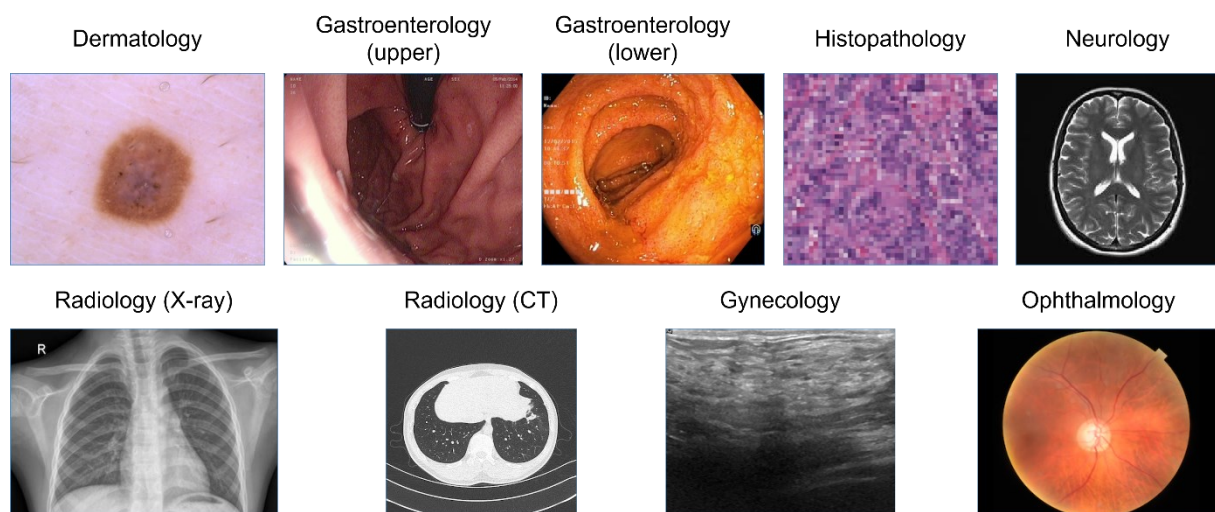 Dermatology
Gastroenterology
(upper)
Gastroenterology
(lower)
Histopathology
Neurology
Radiology (X-ray)
Radiology (CT)
Gynecology
Ophthalmology
R